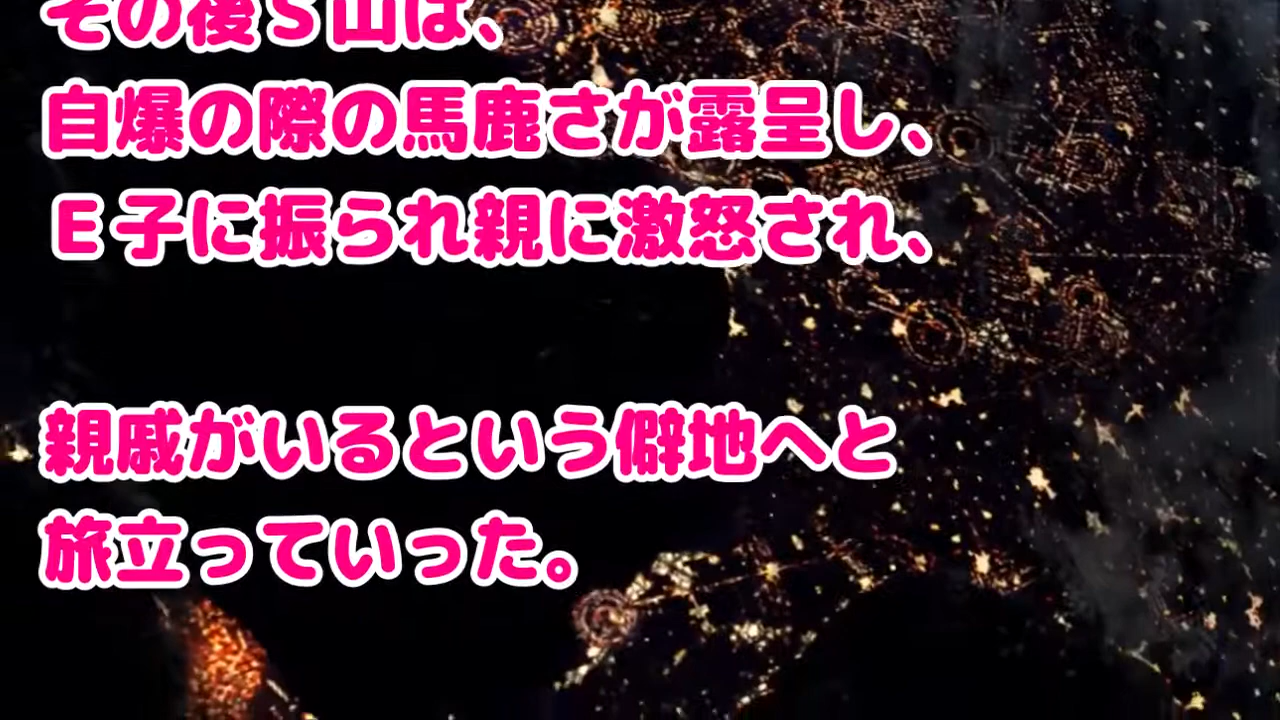 その後Ｓ山は、
自爆の際の馬鹿さが露呈し、
Ｅ子に振られ親に激怒され、
親戚がいるという僻地へと
旅立っていった。